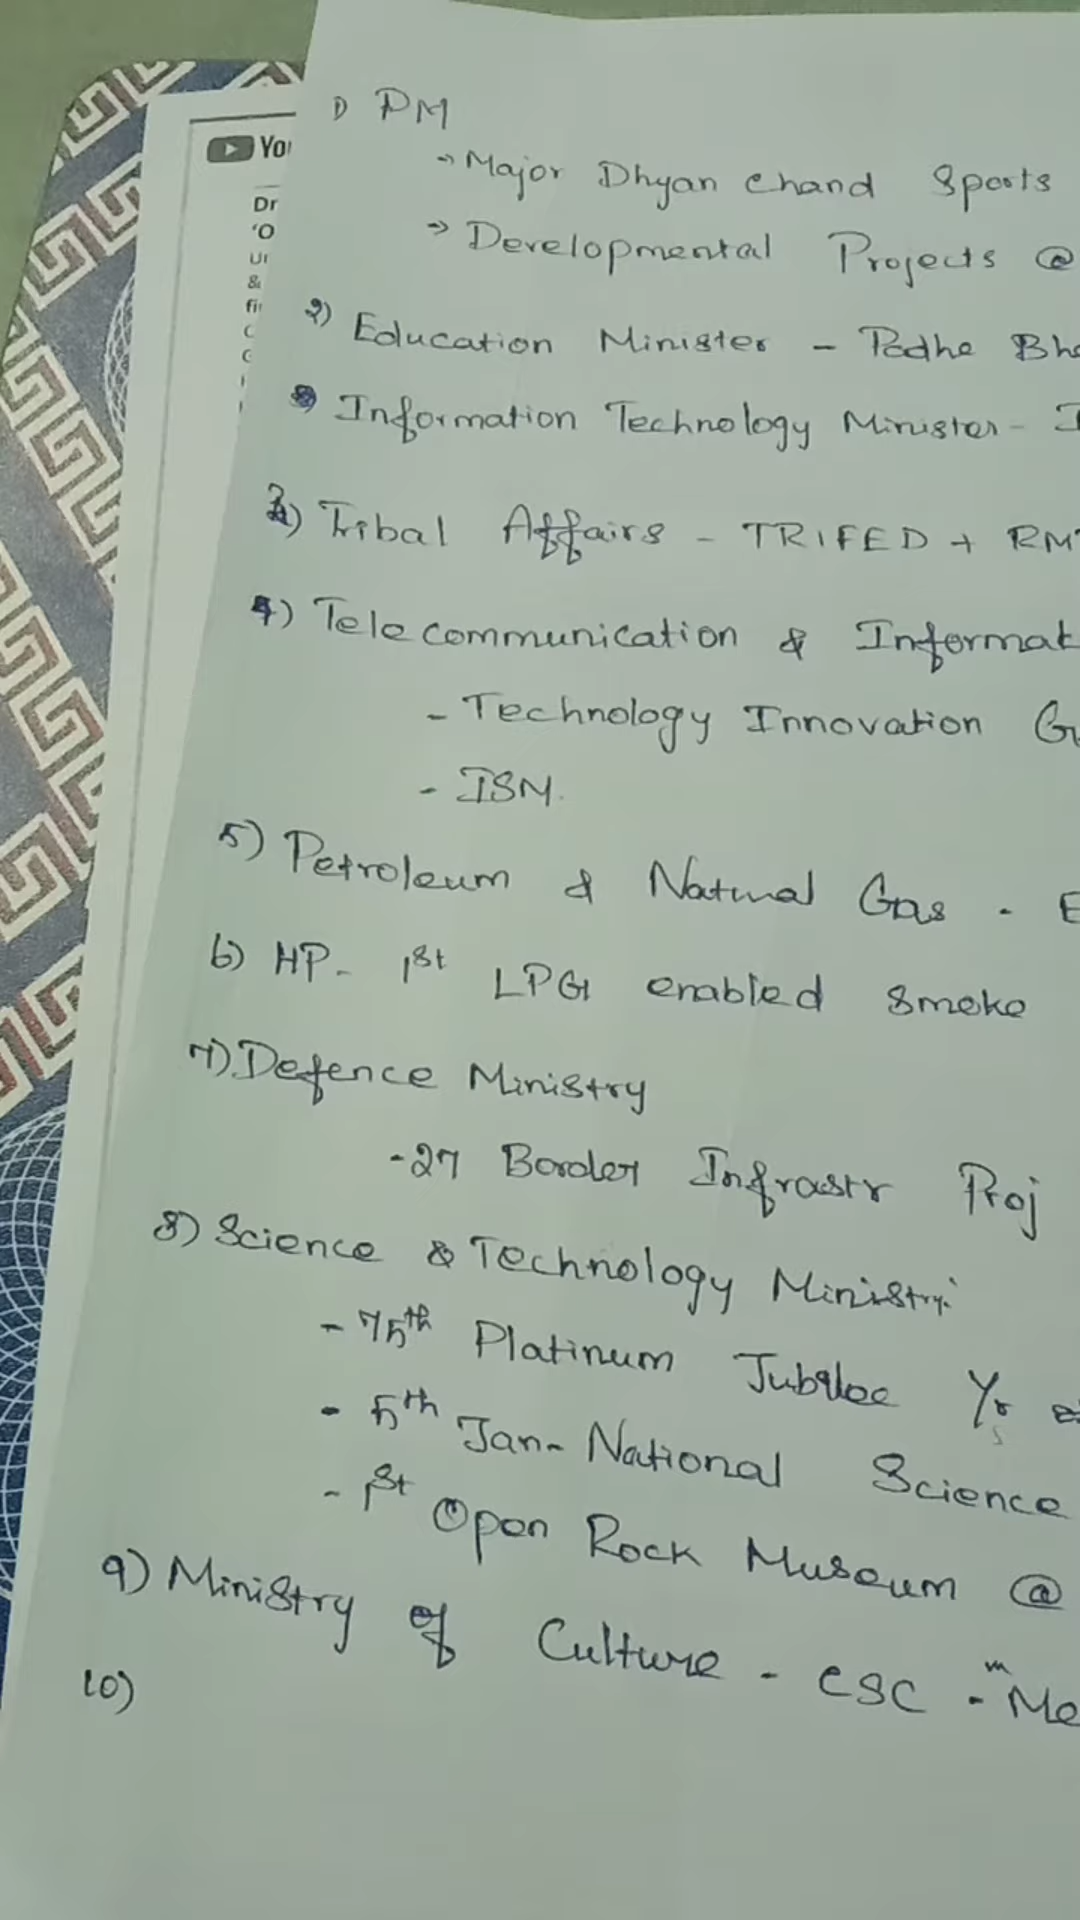 1) PM
→ Major Dhyan Chand Sports
→ Developmental Projects @
2) Education Minister - Padhe
Information Technology Minister -
3) Tribal Affairs - TRIFED +
4) Telecommunication &
- Technology Innovation
- ISM.
5) Petroleum & Natural Gas -
6) HP - 1st LPG enabled Smoke
7) Defence Ministry
- 27 Border Infrastr Proj
8) Science & Technology Ministry
- 75th Platinum Jubilee Yr
- 5th Jan - National Science
- 1st Open Rock Museum @
9) Ministry of Culture - CSC -
10)
Dr